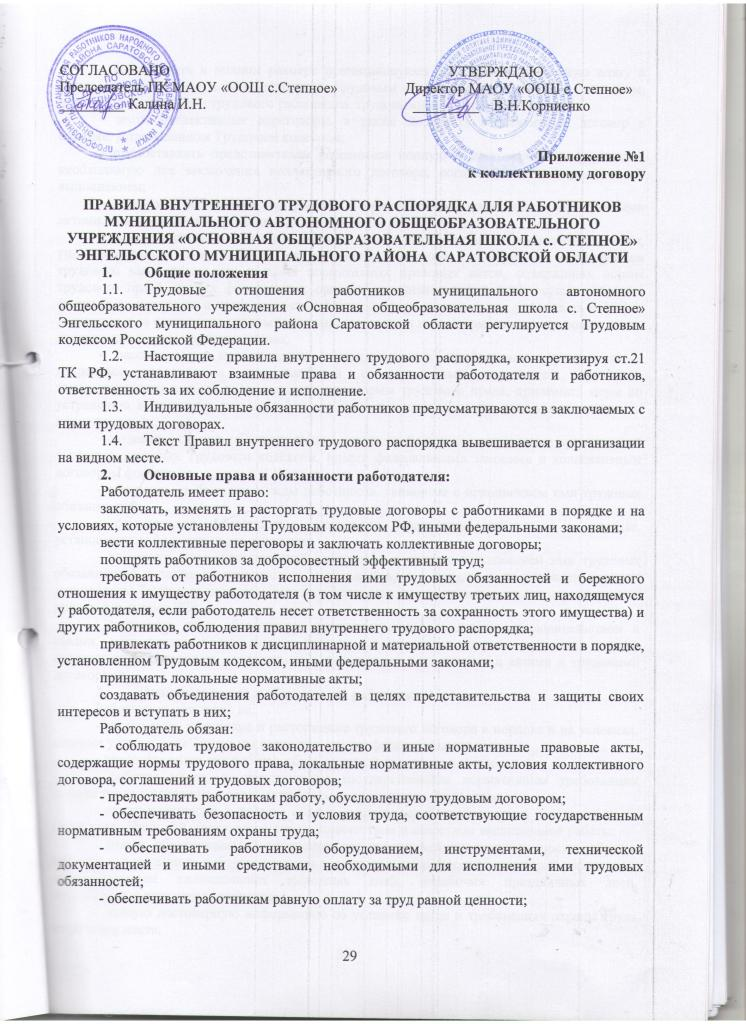 СОГЛАСОВАНО
Председатель ПК МАОУ «ООШ с.Степное»
Калина И.Н.
УТВЕРЖДАЮ
Директор МАОУ «ООШ с.Степное»
В.Н.Корниенко
Приложение №1
к коллективному договору
ПРАВИЛА ВНУТРЕННЕГО ТРУДОВОГО РАСПОРЯДКА ДЛЯ РАБОТНИКОВ
МУНИЦИПАЛЬНОГО АВТОНОМНОГО ОБЩЕОБРАЗОВАТЕЛЬНОГО
УЧРЕЖДЕНИЯ «ОСНОВНАЯ ОБЩЕОБРАЗОВАТЕЛЬНАЯ ШКОЛА с. СТЕПНОЕ»
ЭНГЕЛЬССКОГО МУНИЦИПАЛЬНОГО РАЙОНА САРАТОВСКОЙ ОБЛАСТИ
1. Общие положения
1.1. Трудовые отношения работников муниципального автономного
общеобразовательного учреждения «Основная общеобразовательная школа с. Степное»
Энгельсского муниципального района Саратовской области регулируется Трудовым
кодексом Российской Федерации.
1.2. Настоящие правила внутреннего трудового распорядка, конкретизируя ст.21
ТК РФ, устанавливают взаимные права и обязанности работодателя и работников,
ответственность за их соблюдение и исполнение.
1.3. Индивидуальные обязанности работников предусматриваются в заключаемых с
ними трудовых договорах.
1.4. Текст Правил внутреннего трудового распорядка вывешивается в организации
на видном месте.
2. Основные права и обязанности работодателя:
Работодатель имеет право:
заключать, изменять и расторгать трудовые договоры с работниками в порядке и на
условиях, которые установлены Трудовым кодексом РФ, иными федеральными законами;
вести коллективные переговоры и заключать коллективные договоры;
поощрять работников за добросовестный эффективный труд;
требовать от работников исполнения ими трудовых обязанностей и бережного
отношения к имуществу работодателя (в том числе к имуществу третьих лиц, находящемуся
у работодателя, если работодатель несет ответственность за сохранность этого имущества) и
других работников, соблюдения правил внутреннего трудового распорядка;
привлекать работников к дисциплинарной и материальной ответственности в порядке,
установленном Трудовым кодексом, иными федеральными законами;
принимать локальные нормативные акты;
создавать объединения работодателей в целях представительства и защиты своих
интересов и вступать в них;
Работодатель обязан:
- соблюдать трудовое законодательство и иные нормативные правовые акты,
содержащие нормы трудового права, локальные нормативные акты, условия коллективного
договора, соглашений и трудовых договоров;
- предоставлять работникам работу, обусловленную трудовым договором;
- обеспечивать безопасность и условия труда, соответствующие государственным
нормативным требованиям охраны труда;
- обеспечивать работников оборудованием, инструментами, технической
документацией и иными средствами, необходимыми для исполнения ими трудовых
обязанностей;
- обеспечивать работникам равную оплату за труд равной ценности;
29